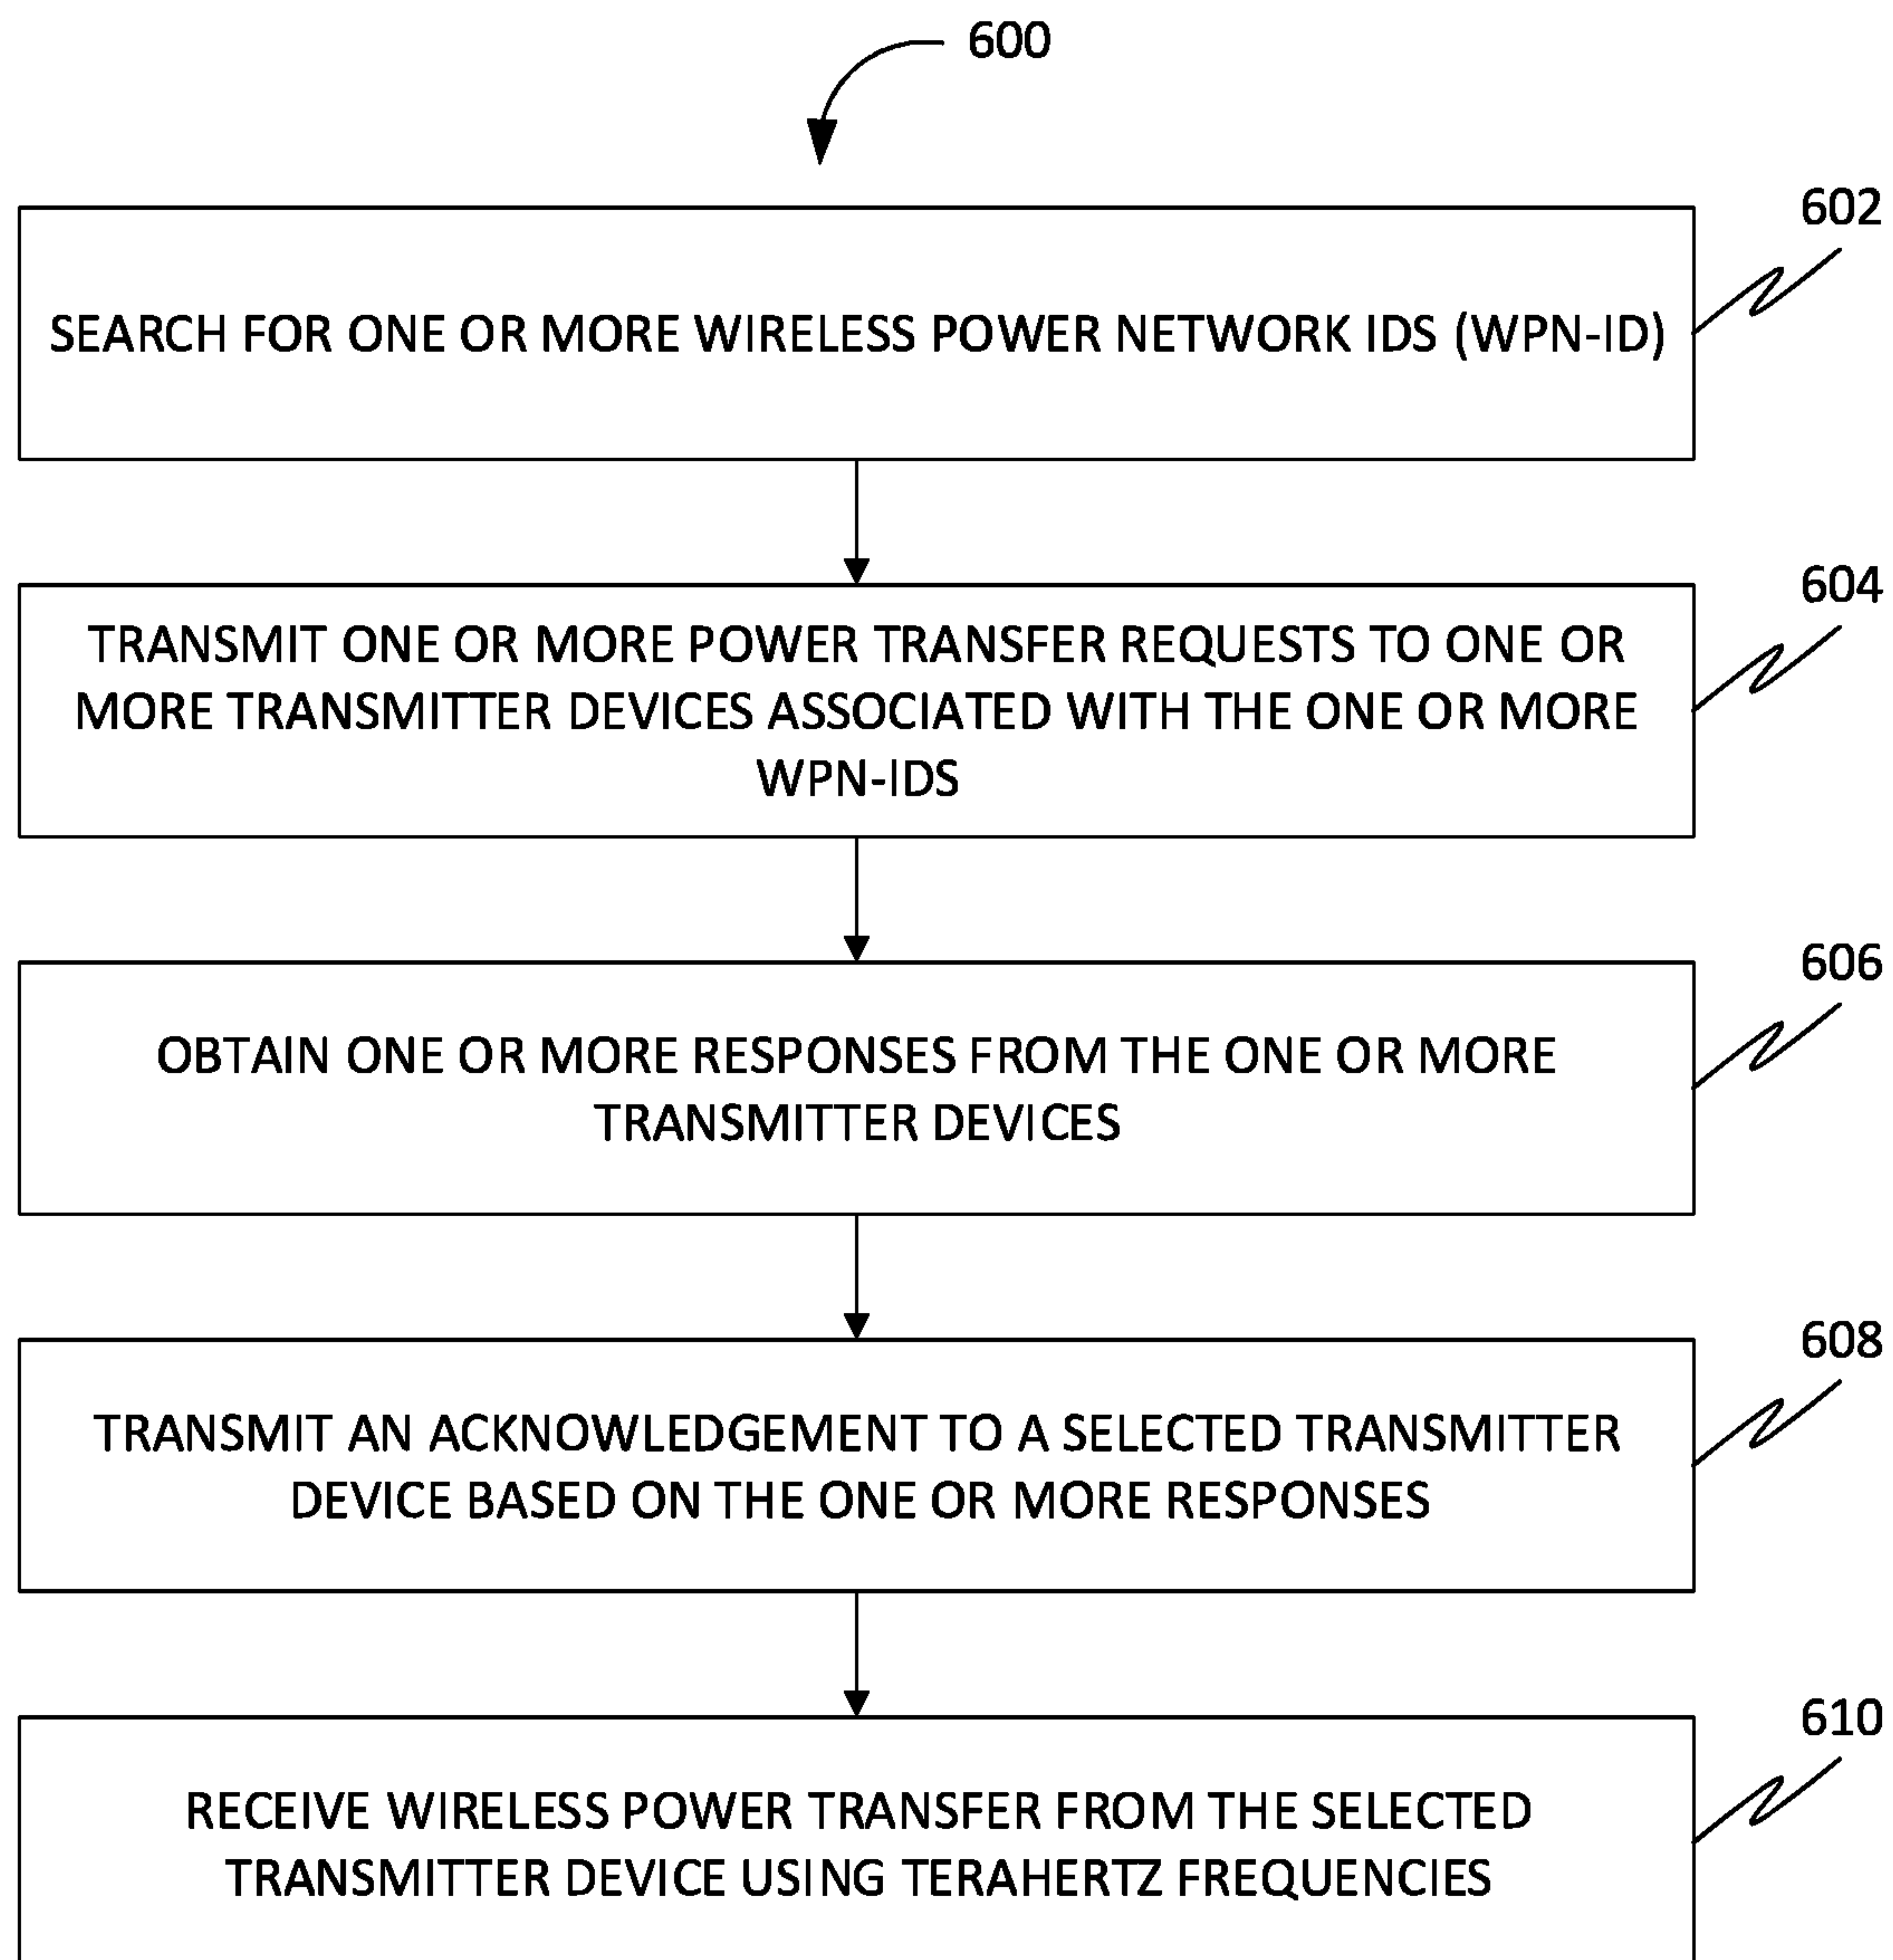 600
602
SEARCH FOR ONE OR MORE WIRELESS POWER NETWORK IDS (WPN-ID)
604
TRANSMIT ONE OR MORE POWER TRANSFER REQUESTS TO ONE OR
MORE TRANSMITTER DEVICES ASSOCIATED WITH THE ONE OR MORE
WPN-IDS
606
OBTAIN ONE OR MORE RESPONSES FROM THE ONE OR MORE
TRANSMITTER DEVICES
608
TRANSMIT AN ACKNOWLEDGEMENT TO A SELECTED TRANSMITTER
DEVICE BASED ON THE ONE OR MORE RESPONSES
610
RECEIVE WIRELESS POWER TRANSFER FROM THE SELECTED
TRANSMITTER DEVICE USING TERAHERTZ FREQUENCIES